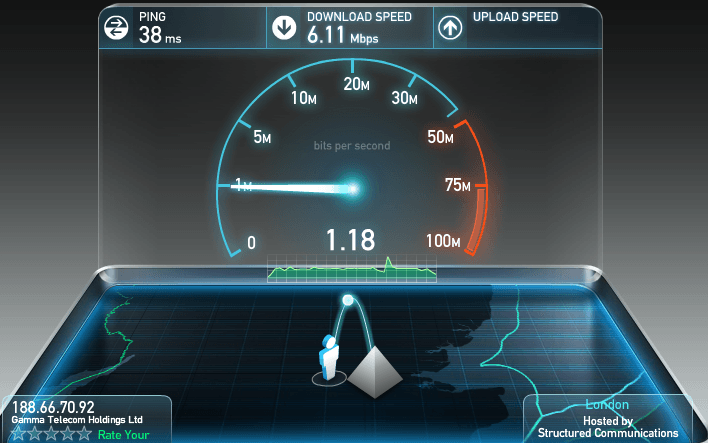 PING
38 ms
DOWNLOAD SPEED
6.11 Mbps
UPLOAD SPEED
20M
10M
30M
5M
50M
bits per second
1M
75M
0
1.18
100M
188.66.70.92
Gamma Telecom Holdings Ltd
Rate Your
London
Hosted by
Structured Communications